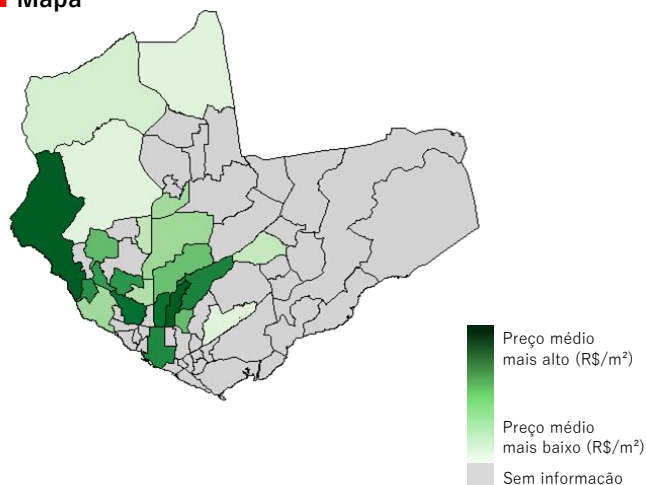 Mapa
Preço médio
mais alto (R$/m²)
Preço médio
mais baixo (R$/m²)
Sem informação